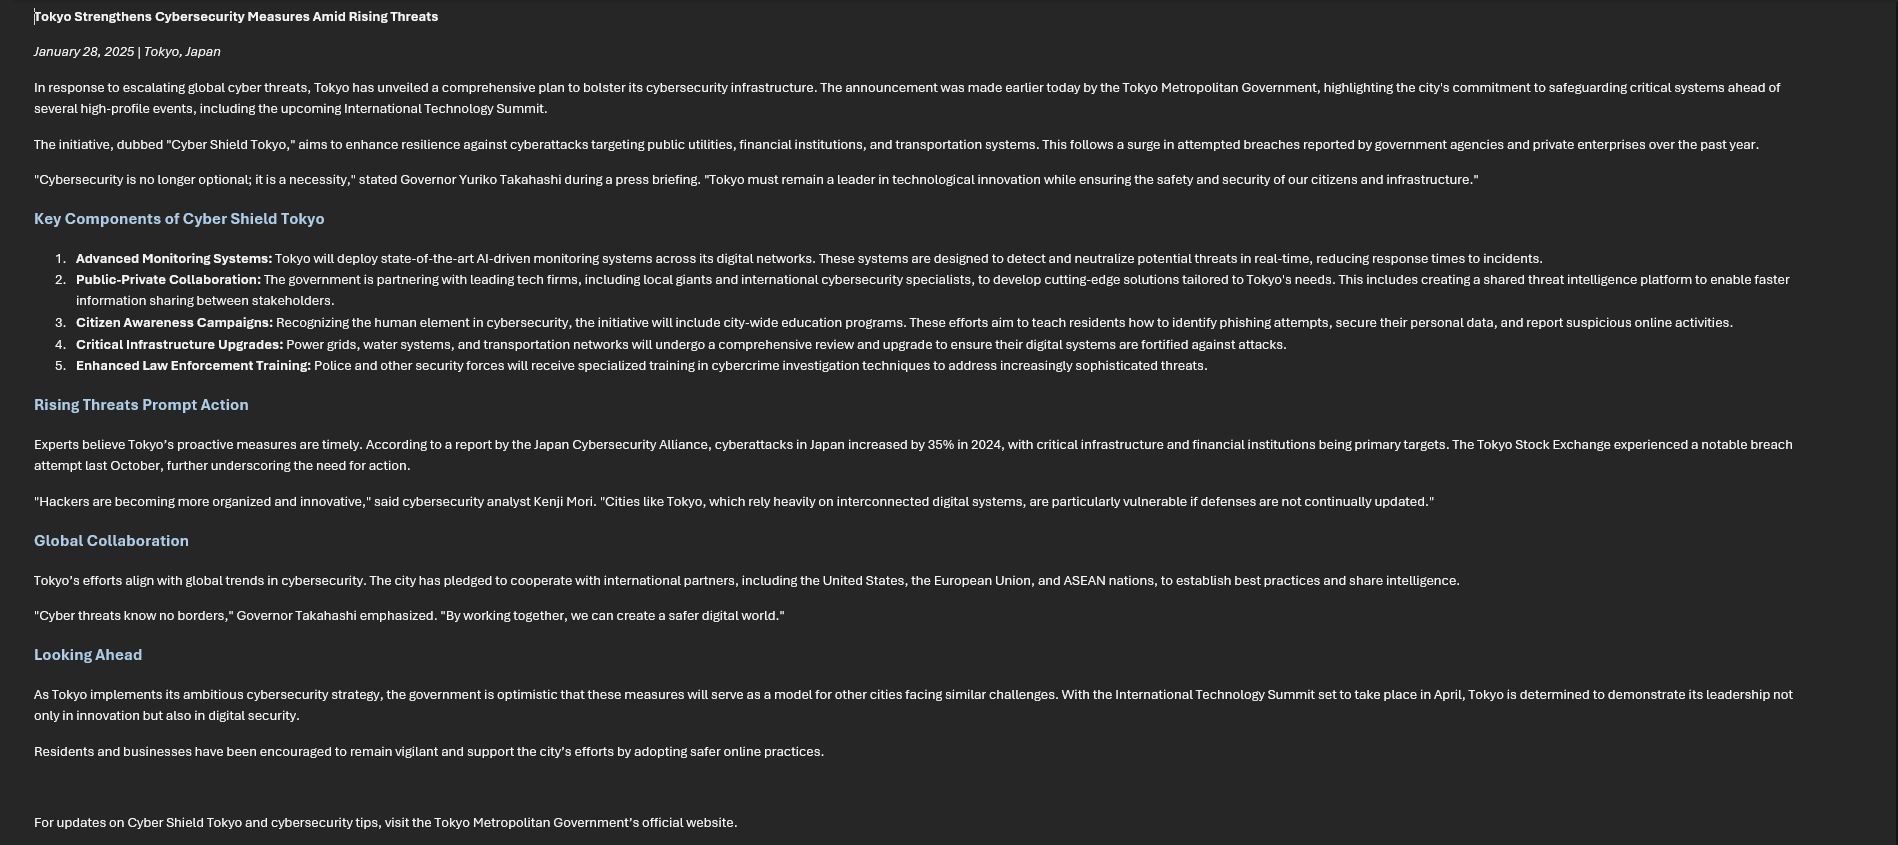 Tokyo Strengthens Cybersecurity Measures Amid Rising Threats
January 28, 2025 | Tokyo, Japan
In response to escalating global cyber threats, Tokyo has unveiled a comprehensive plan to bolster its cybersecurity infrastructure. The announcement was made earlier today by the Tokyo Metropolitan Government, highlighting the city's commitment to safeguarding critical systems ahead of
several high-profile events, including the upcoming International Technology Summit.
The initiative, dubbed "Cyber Shield Tokyo," aims to enhance resilience against cyberattacks targeting public utilities, financial institutions, and transportation systems. This follows a surge in attempted breaches reported by government agencies and private enterprises over the past year.
"Cybersecurity is no longer optional; it is a necessity," stated Governor Yuriko Takahashi during a press briefing. "Tokyo must remain a leader in technological innovation while ensuring the safety and security of our citizens and infrastructure."
Key Components of Cyber Shield Tokyo
1. Advanced Monitoring Systems: Tokyo will deploy state-of-the-art AI-driven monitoring systems across its digital networks. These systems are designed to detect and neutralize potential threats in real-time, reducing response times to incidents.
2. Public-Private Collaboration: The government is partnering with leading tech firms, including local giants and international cybersecurity specialists, to develop cutting-edge solutions tailored to Tokyo's needs. This includes creating a shared threat intelligence platform to enable faster
information sharing between stakeholders.
3. Citizen Awareness Campaigns: Recognizing the human element in cybersecurity, the initiative will include city-wide education programs. These efforts aim to teach residents how to identify phishing attempts, secure their personal data, and report suspicious online activities.
4. Critical Infrastructure Upgrades: Power grids, water systems, and transportation networks will undergo a comprehensive review and upgrade to ensure their digital systems are fortified against attacks.
5. Enhanced Law Enforcement Training: Police and other security forces will receive specialized training in cybercrime investigation techniques to address increasingly sophisticated threats.
Rising Threats Prompt Action
Experts believe Tokyo's proactive measures are timely. According to a report by the Japan Cybersecurity Alliance, cyberattacks in Japan increased by 35% in 2024, with critical infrastructure and financial institutions being primary targets. The Tokyo Stock Exchange experienced a notable breach
attempt last October, further underscoring the need for action.
"Hackers are becoming more organized and innovative," said cybersecurity analyst Kenji Mori. "Cities like Tokyo, which rely heavily on interconnected digital systems, are particularly vulnerable if defenses are not continually updated."
Global Collaboration
Tokyo's efforts align with global trends in cybersecurity. The city has pledged to cooperate with international partners, including the United States, the European Union, and ASEAN nations, to establish best practices and share intelligence.
"Cyber threats know no borders," Governor Takahashi emphasized. "By working together, we can create a safer digital world."
Looking Ahead
As Tokyo implements its ambitious cybersecurity strategy, the government is optimistic that these measures will serve as a model for other cities facing similar challenges. With the International Technology Summit set to take place in April, Tokyo is determined to demonstrate its leadership not
only in innovation but also in digital security.
Residents and businesses have been encouraged to remain vigilant and support the city's efforts by adopting safer online practices.
For updates on Cyber Shield Tokyo and cybersecurity tips, visit the Tokyo Metropolitan Government's official website.